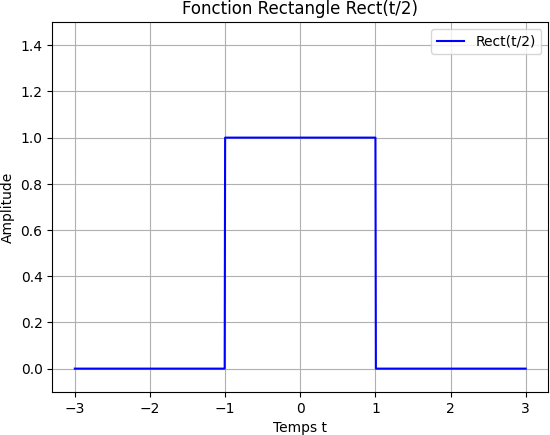 Fonction Rectangle Rect(t/2)
Rect(t/2)
1.4
1.2
1.0
0.8
0.6
0.4
0.2
0.0
Amplitude
−3 −2 −1 0 1 2 3
Temps t